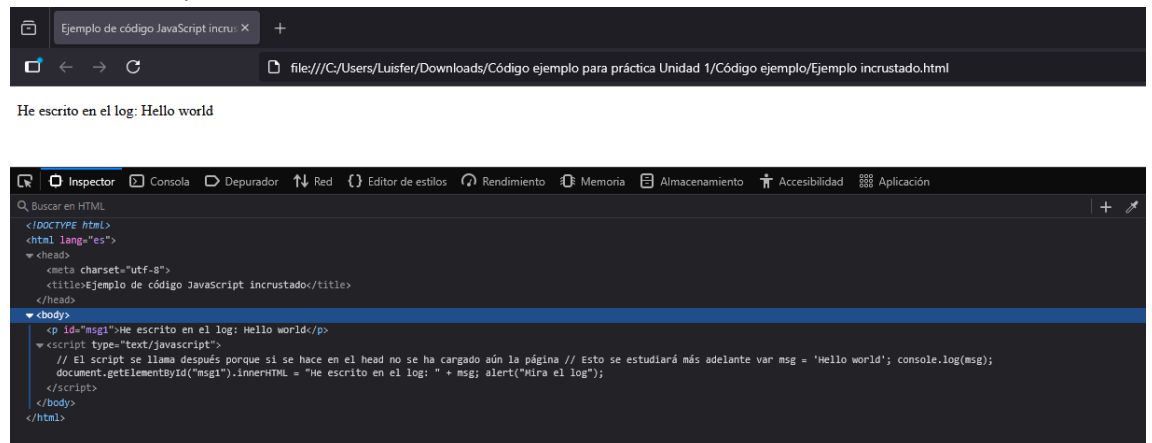 Ejemplo de código JavaScript incrus
file:///C:/Users/Luisfer/Downloads/Código ejemplo para práctica Unidad 1/Código ejemplo/Ejemplo incrustado.html
He escrito en el log: Hello world
Inspector Consola Depurador Red Editor de estilos Rendimiento Memoria Almacenamiento Accesibilidad Aplicación
Buscar en HTML
<!DOCTYPE html>
<html lang="es">
<head>
<meta charset="utf-8">
<title>Ejemplo de código JavaScript incrustado</title>
</head>
<body>
<p id="msg1">He escrito en el log: Hello world</p>
<script type="text/javascript">
// El script se llama después porque si se hace en el head no se ha cargado aún la página // Esto se estudiará más adelante var msg = 'Hello world'; console.log(msg);
document.getElementById("msg1").innerHTML = "He escrito en el log: " + msg; alert("Mira el log");
</script>
</body>
</html>